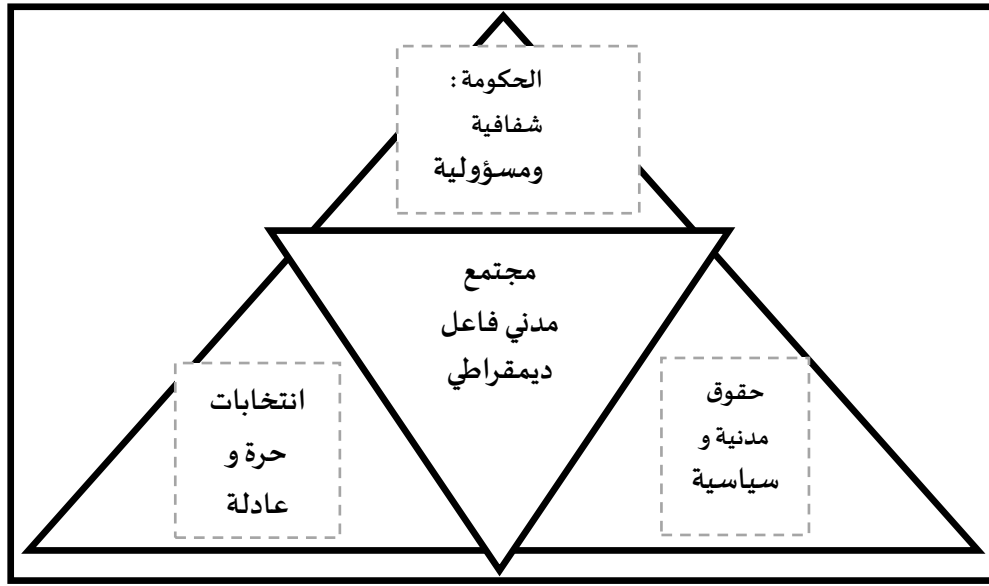 الحكومة :
شفافية
ومسؤولية
مجتمع
مدني فاعل
ديمقراطي
حقوق
مدنية و
سياسية
انتخابات
حرة و
عادلة